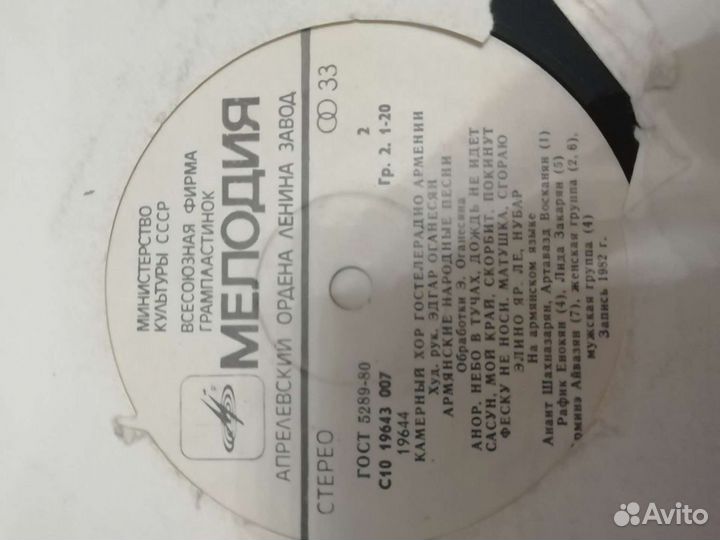 МИНИСТЕРСТВО
КУЛЬТУРЫ СССР
ВСЕСОЮЗНАЯ ФИРМА
ГРАМПЛАСТИНОК
МЕЛОДИЯ
АПРЕЛЕВСКИЙ ОРДЕНА ЛЕНИНА ЗАВОД
СТЕРЕО 33
ГОСТ 5289-80 2
С10 19643 007 Гр. 2. 1-20
19644
КАМЕРНЫЙ ХОР ГОСТЕЛЕРАДИО АРМЕНИИ
Худ. рук. ЭДГАР ОГАНЕСЯН
АРМЯНСКИЕ НАРОДНЫЕ ПЕСНИ
Обработки Э. Оганесяна
АНОР. НЕБО В ТУЧАХ, ДОЖДЬ НЕ ИДЕТ
САСУН, МОЙ КРАЙ, СКОРБИТ. ПОКИНУТ
ФЕСКУ НЕ НОСИ. МАТУШКА, СГОРАЮ
ЭЛИНО ЯР. ЛЕ, НУБАР
На армянском языке
Анаит Шахназарян, Артавазд Восканян (1)
Рафик Енокян (4), Лида Закарян (5)
Айвазян (7), женская группа (2, 6),
мужская группа (4)
Запись 1982 г.
Avito